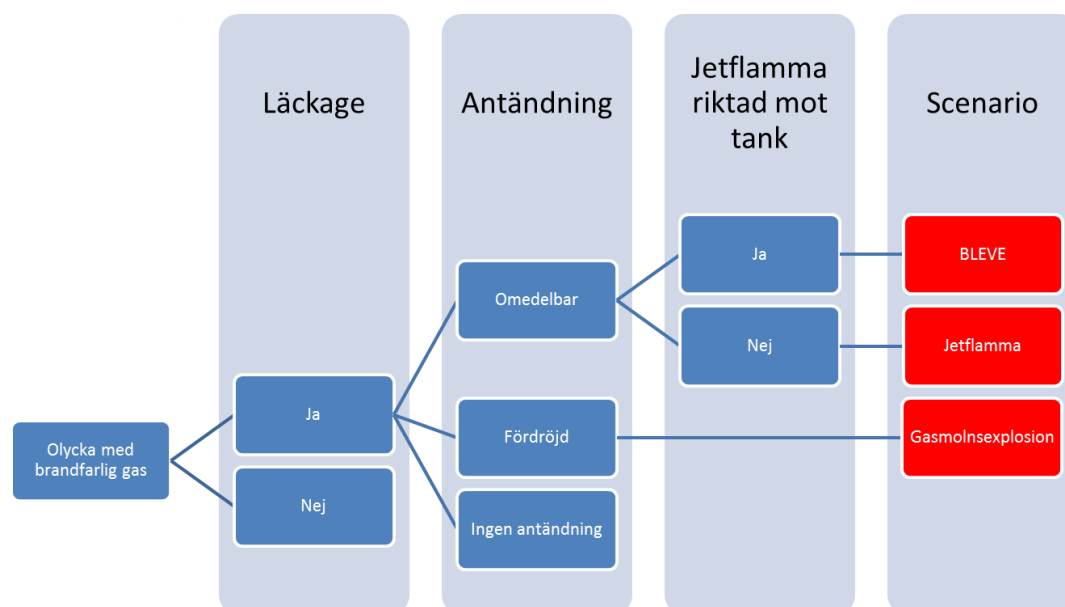 Läckage
Antändning
Jetflamma
riktad mot
tank
Scenario
Ja
BLEVE
Omedelbar
Nej
Jetflamma
Ja
Fördröjd
Gasmolnsexplosion
Olycka med
brandfarlig gas
Nej
Ingen antändning